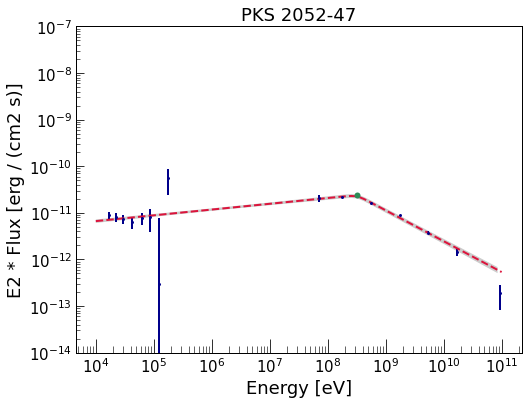 PKS 2052-47
10⁻⁷
10⁻⁸
10⁻⁹
10⁻¹⁰
10⁻¹¹
10⁻¹²
10⁻¹³
10⁻¹⁴
E2 * Flux [erg / (cm2 s)]
10⁴ 10⁵ 10⁶ 10⁷ 10⁸ 10⁹ 10¹⁰ 10¹¹
Energy [eV]